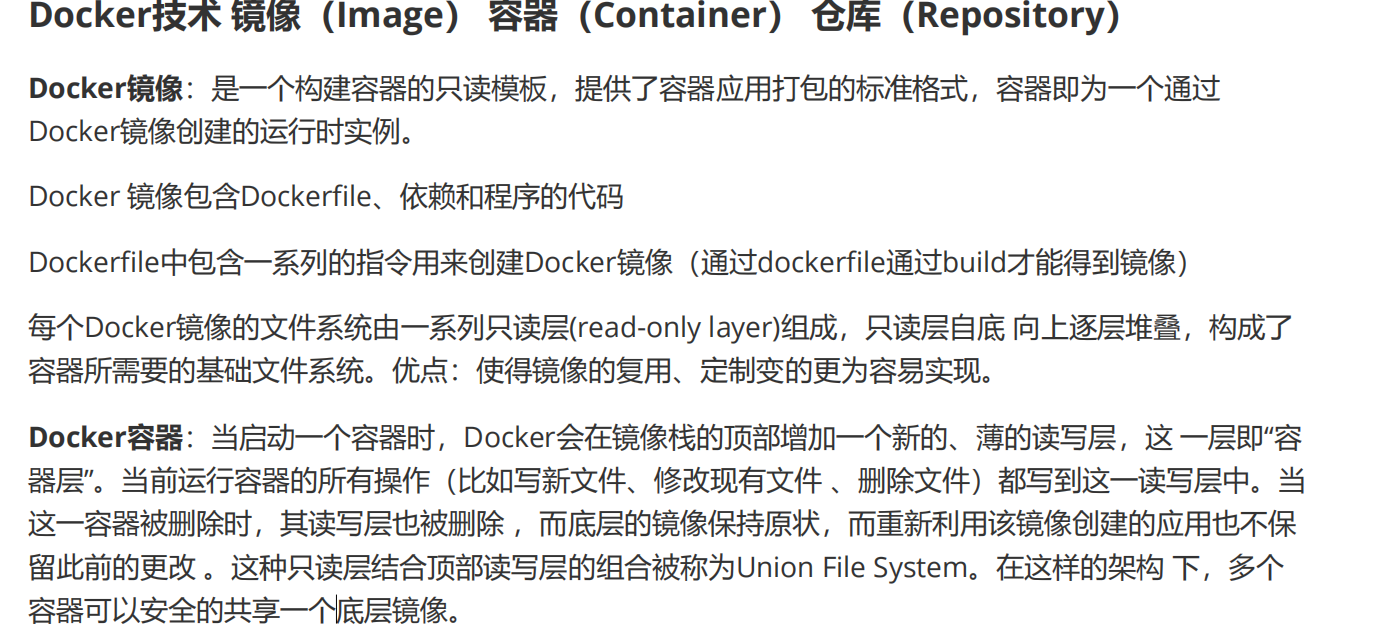 Docker技术 镜像（Image） 容器（Container） 仓库（Repository）
Docker镜像：是一个构建容器的只读模板，提供了容器应用打包的标准格式，容器即为一个通过
Docker镜像创建的运行时实例。
Docker 镜像包含Dockerfile、依赖和程序的代码
Dockerfile中包含一系列的指令用来创建Docker镜像（通过dockerfile通过build才能得到镜像）
每个Docker镜像的文件系统由一系列只读层(read-only layer)组成，只读层自底 向上逐层堆叠，构成了
容器所需要的基础文件系统。优点：使得镜像的复用、定制变的更为容易实现。
Docker容器：当启动一个容器时，Docker会在镜像栈的顶部增加一个新的、薄的读写层，这 一层即“容
器层”。当前运行容器的所有操作（比如写新文件、修改现有文件 、删除文件）都写到这一读写层中。当
这一容器被删除时，其读写层也被删除 ，而底层的镜像保持原状，而重新利用该镜像创建的应用也不保
留此前的更改 。这种只读层结合顶部读写层的组合被称为Union File System。在这样的架构 下，多个
容器可以安全的共享一个底层镜像。